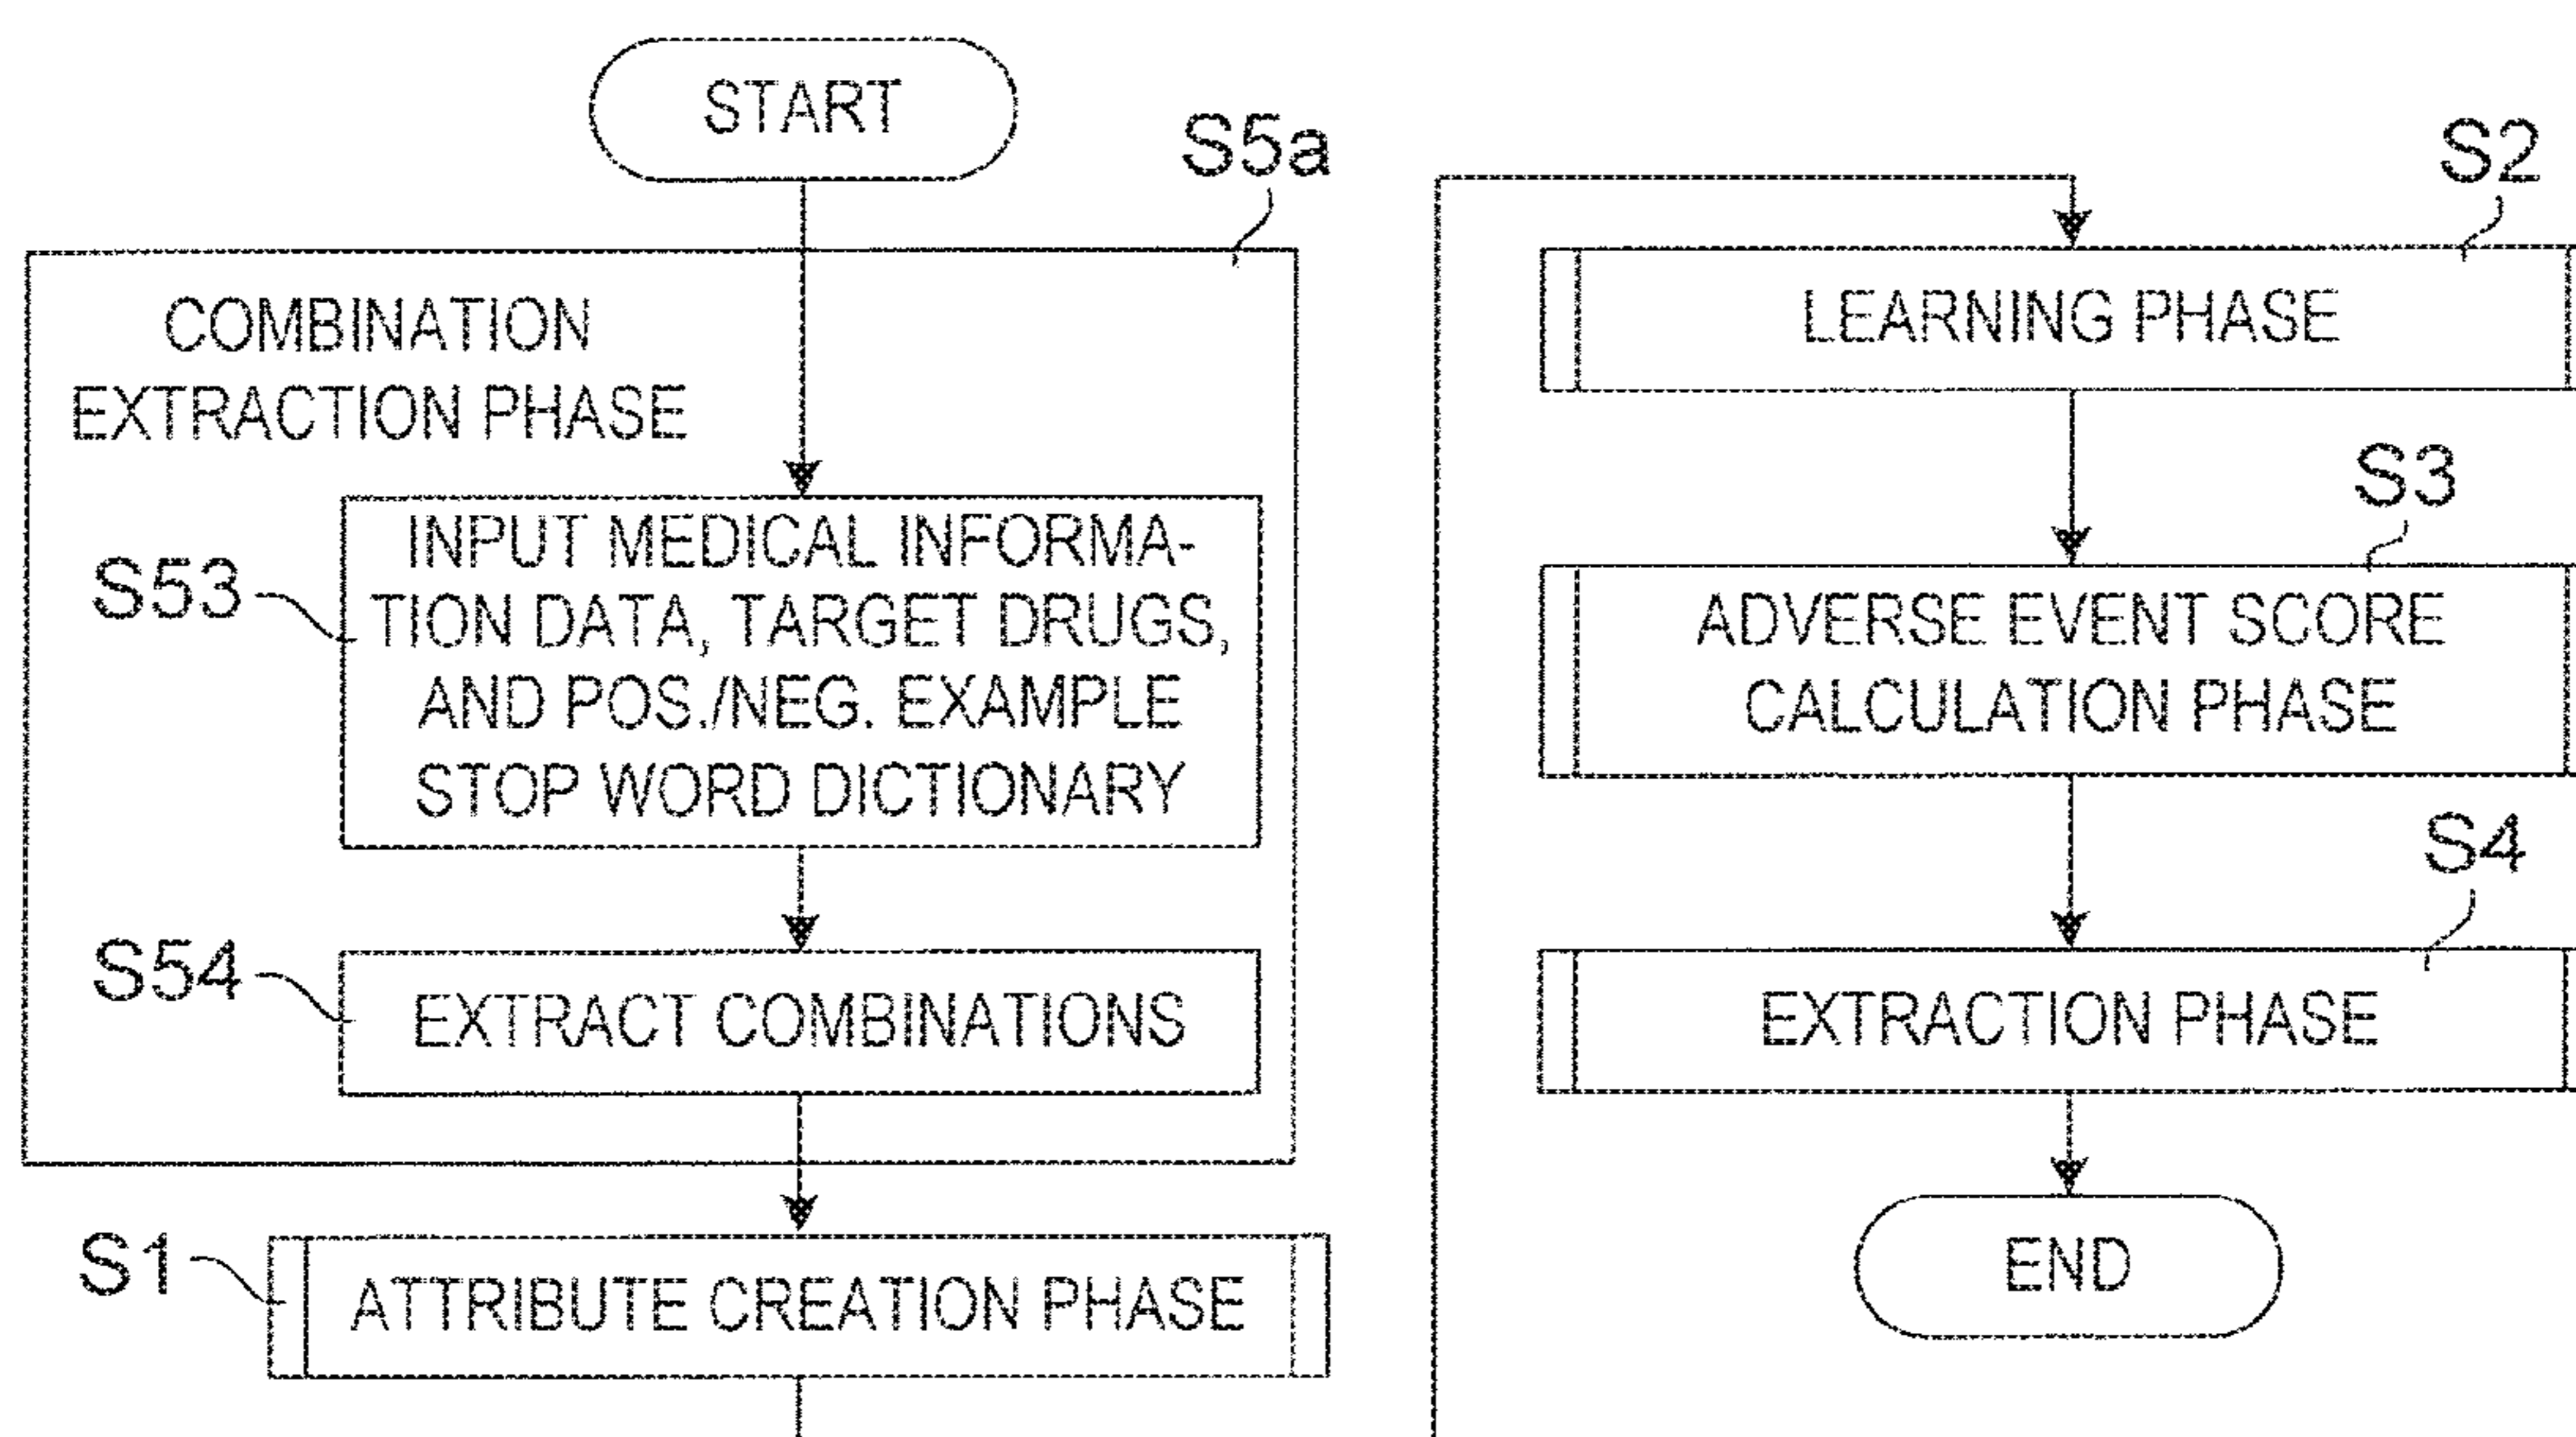 START
S5a
COMBINATION
EXTRACTION PHASE
S53
INPUT MEDICAL INFORMA-
TION DATA, TARGET DRUGS,
AND POS./NEG. EXAMPLE
STOP WORD DICTIONARY
S54
EXTRACT COMBINATIONS
S1
ATTRIBUTE CREATION PHASE
S2
LEARNING PHASE
S3
ADVERSE EVENT SCORE
CALCULATION PHASE
S4
EXTRACTION PHASE
END